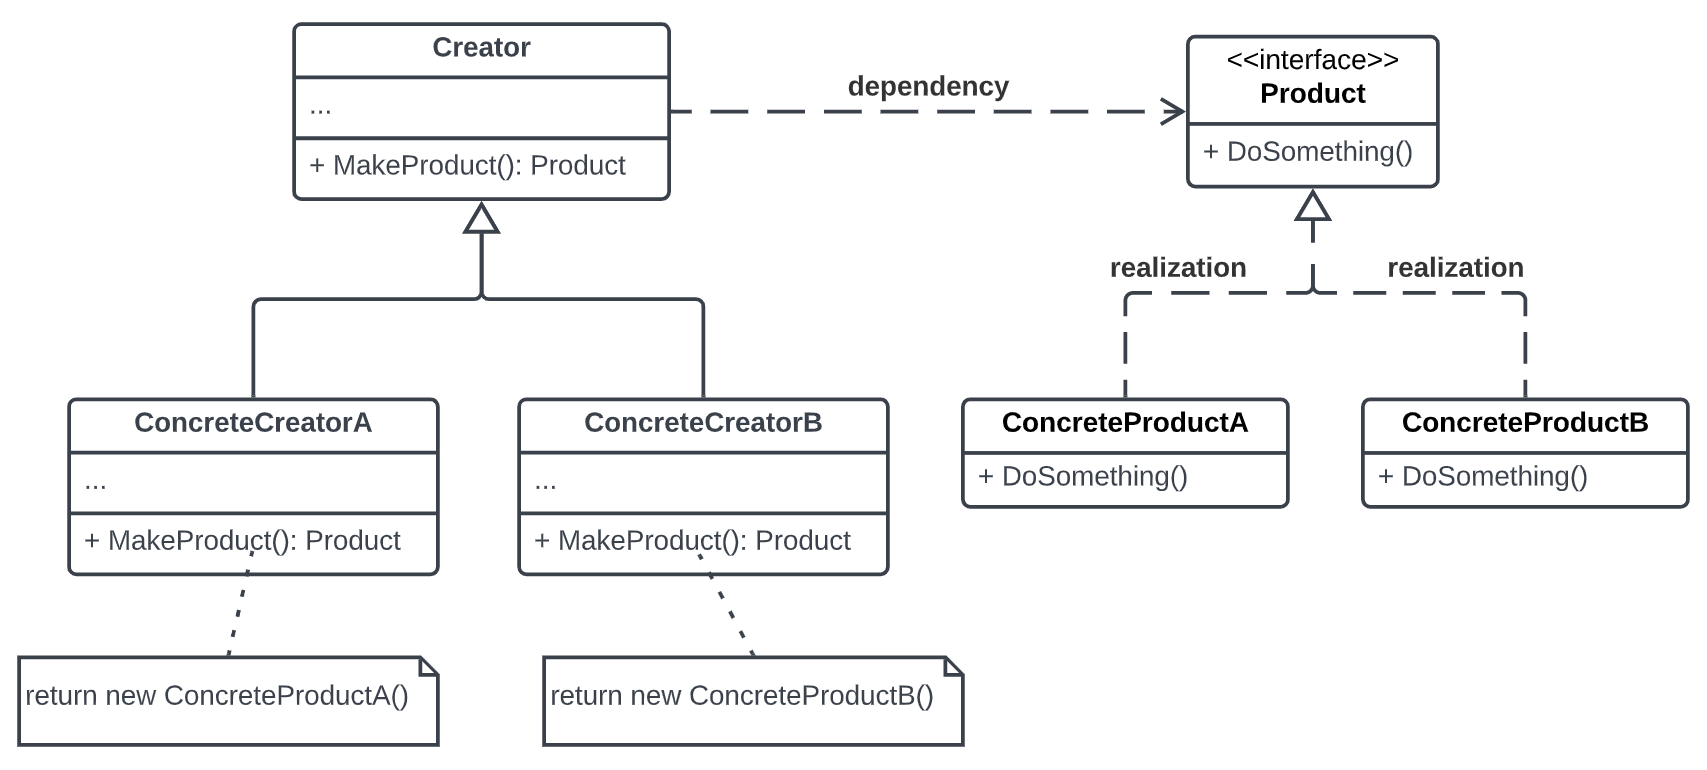 Creator
...
+ MakeProduct(): Product
dependency
<<interface>>
Product
+ DoSomething()
realization
realization
ConcreteCreatorA
...
+ MakeProduct(): Product
ConcreteCreatorB
...
+ MakeProduct(): Product
ConcreteProductA
+ DoSomething()
ConcreteProductB
+ DoSomething()
return new ConcreteProductA()
return new ConcreteProductB()